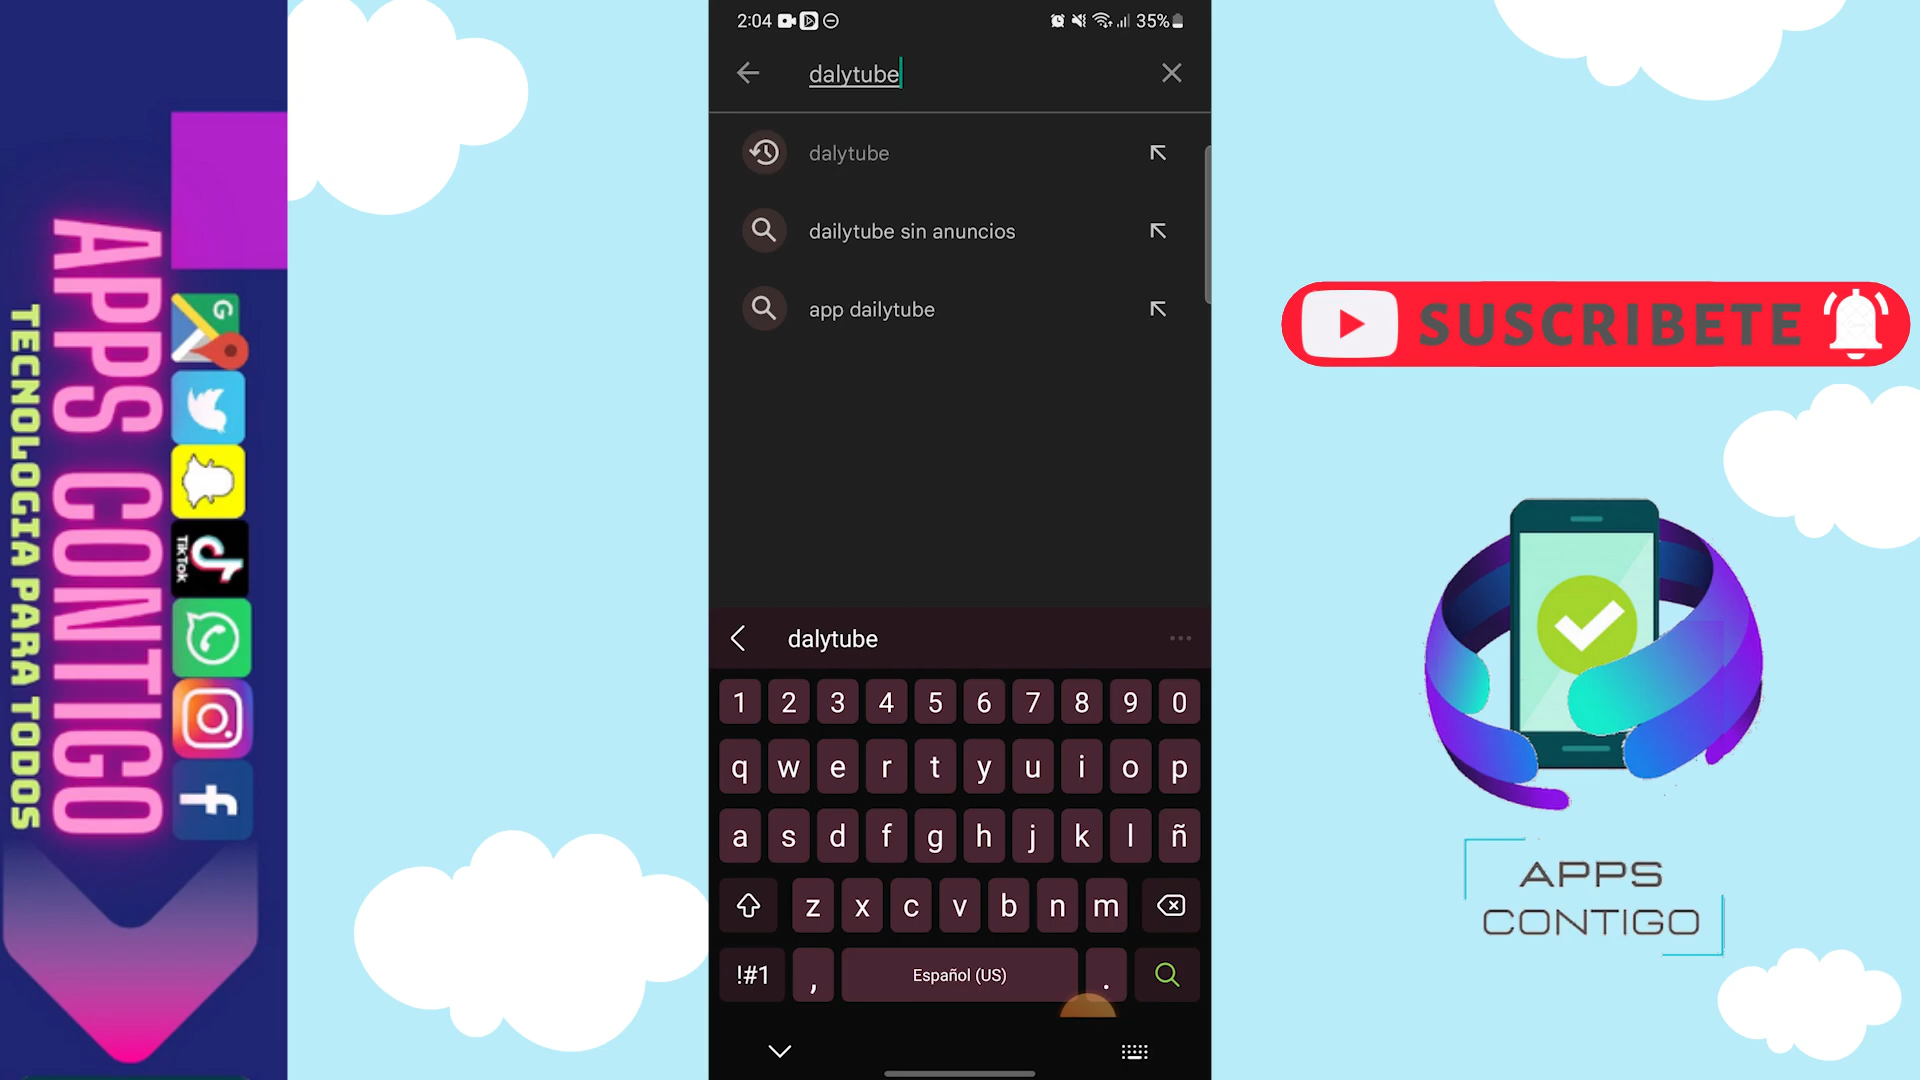 TECNOLOGIA PARA TODOS
APPS CONTIGO
G
TikTok
f
2:04
35%
dalytube
dalytube
dailytube sin anuncios
app dailytube
dalytube
1 2 3 4 5 6 7 8 9 0
q w e r t y u i o p
a s d f g h j k l ñ
z x c v b n m
!#1 , Español (US) .
SUSCRIBETE
APPS
CONTIGO